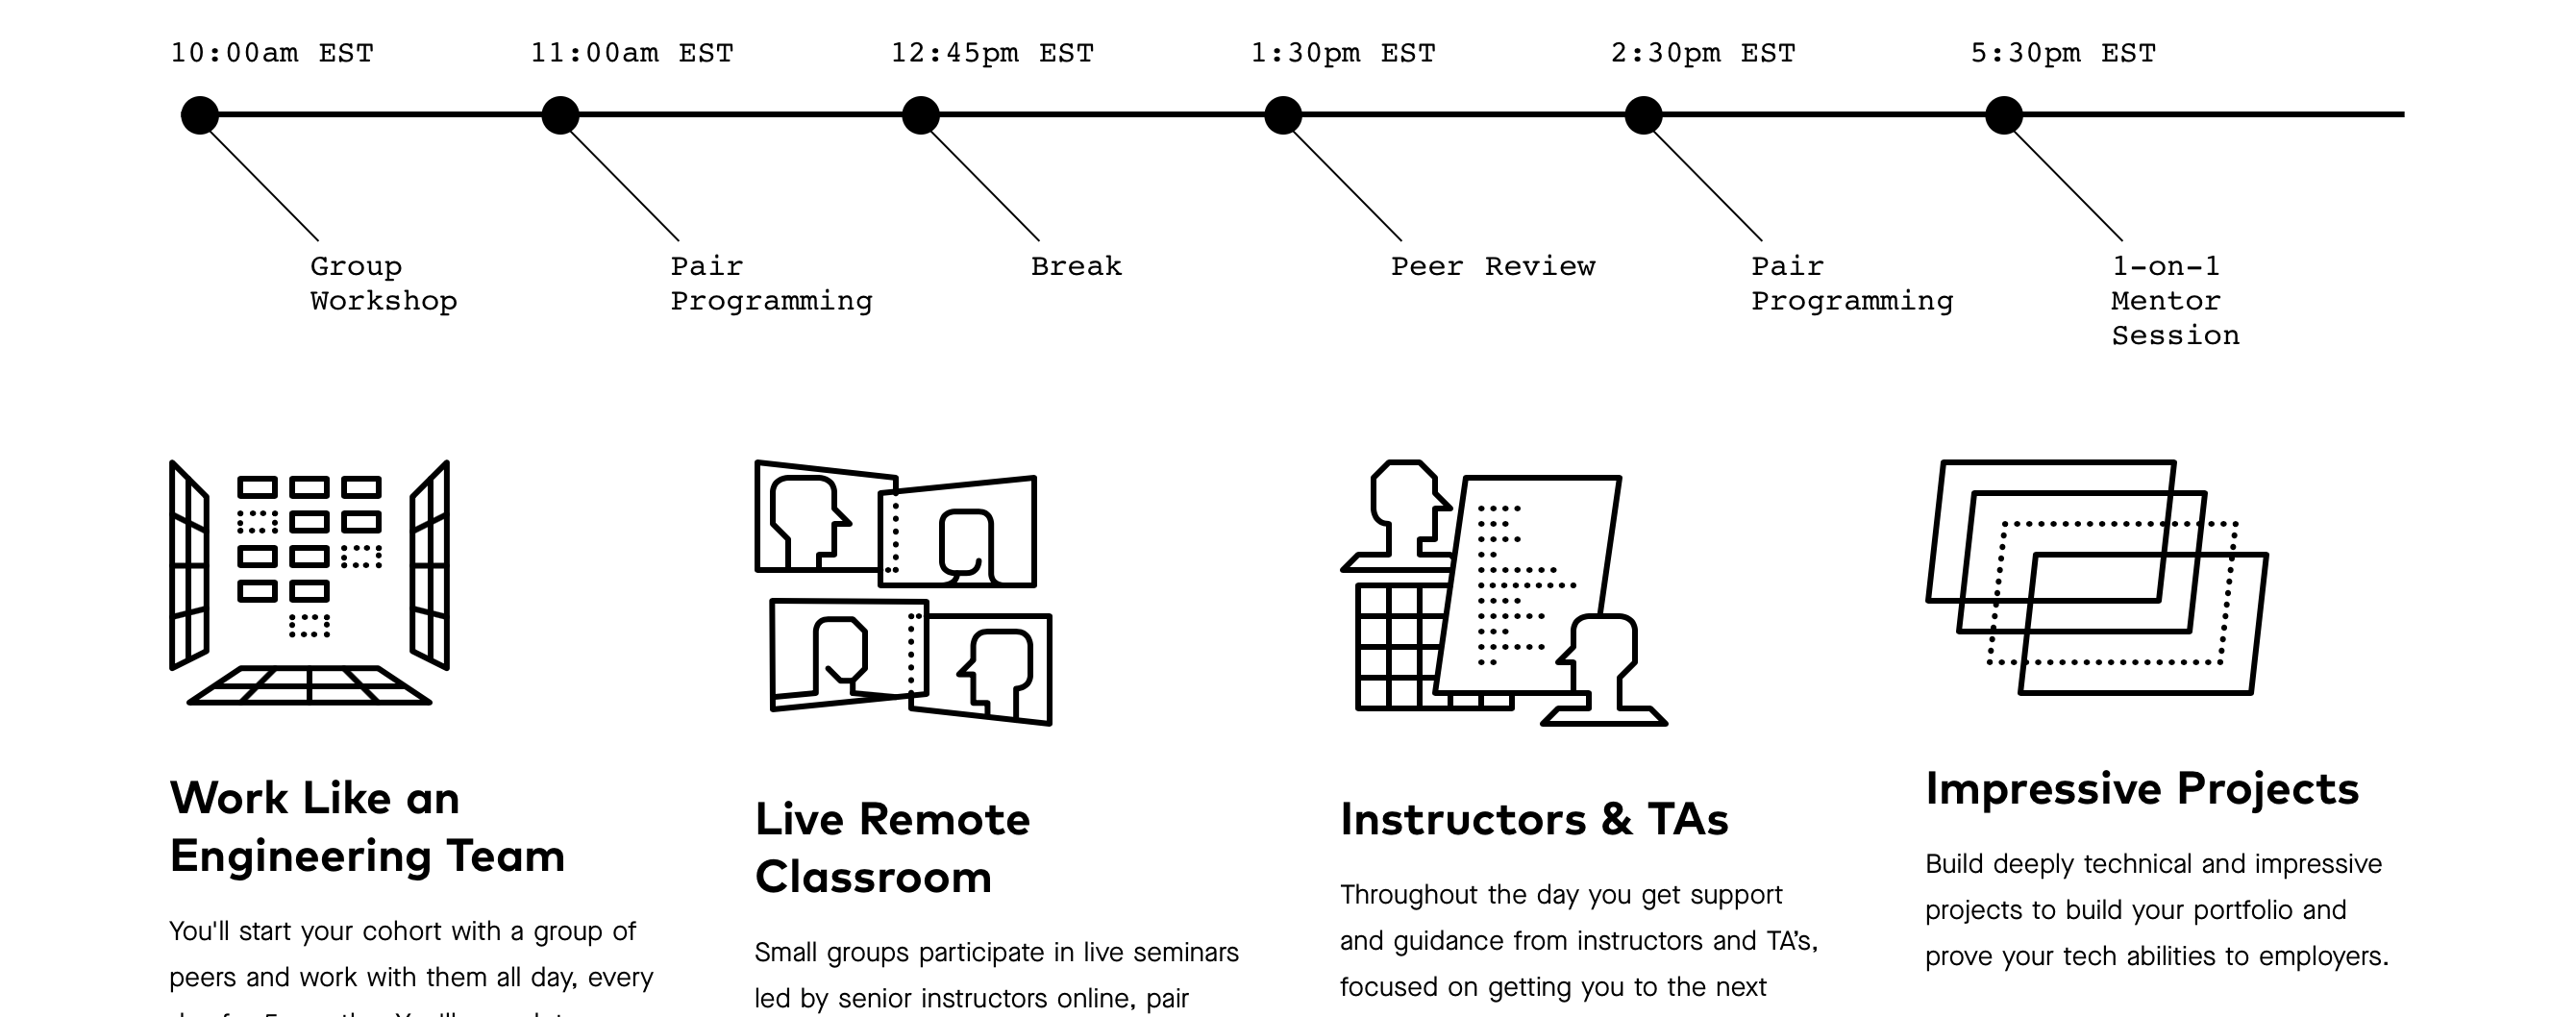 10:00am EST
11:00am EST
12:45pm EST
1:30pm EST
2:30pm EST
5:30pm EST
Group
Workshop
Pair
Programming
Break
Peer Review
Pair
Programming
1-on-1
Mentor
Session
Work Like an
Engineering Team
You'll start your cohort with a group of
peers and work with them all day, every
Live Remote
Classroom
Small groups participate in live seminars
led by senior instructors online, pair
Instructors & TAs
Throughout the day you get support
and guidance from instructors and TA’s,
focused on getting you to the next
Impressive Projects
Build deeply technical and impressive
projects to build your portfolio and
prove your tech abilities to employers.